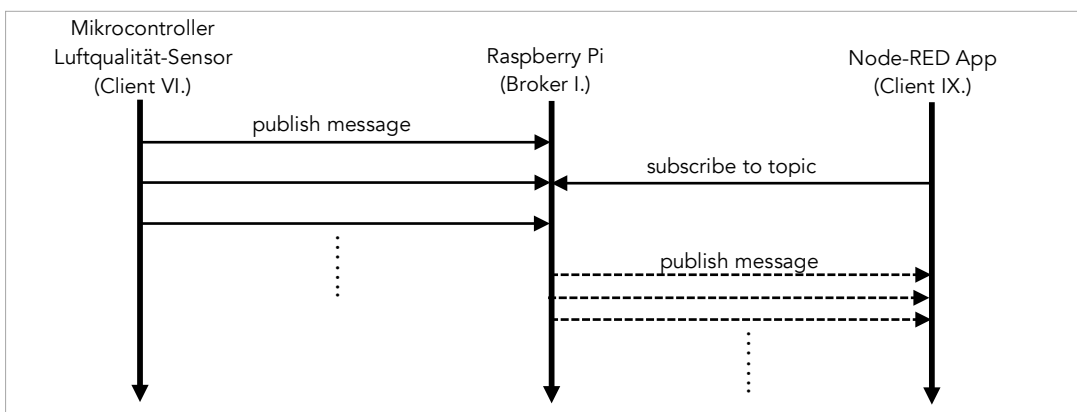 Mikrocontroller
Luftqualität-Sensor
(Client VI.)
Raspberry Pi
(Broker I.)
Node-RED App
(Client IX.)
publish message
subscribe to topic
publish message